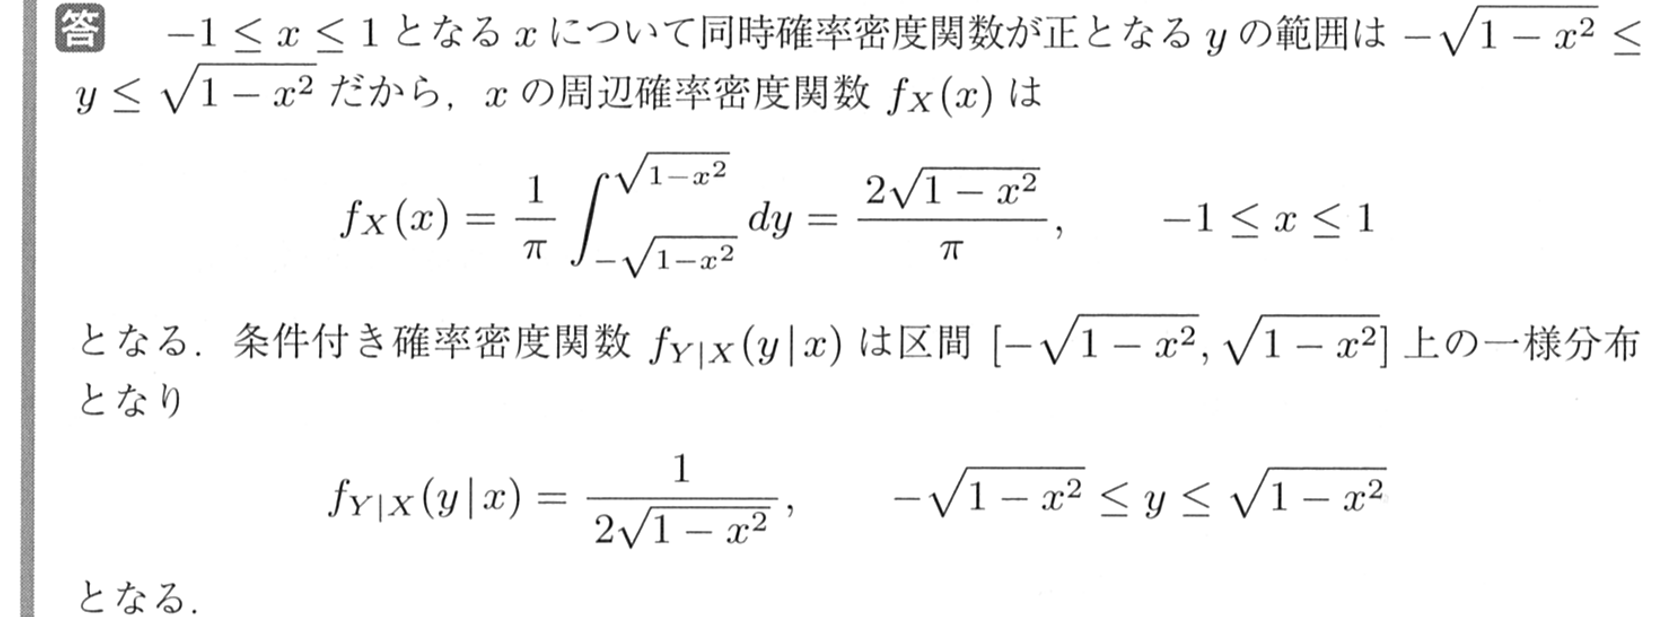 答 −1 ≤ x ≤ 1 となる x について同時確率密度関数が正となる y の範囲は −√(1 − x²) ≤
y ≤ √(1 − x²) だから，x の周辺確率密度関数 f_X(x) は
f_X(x) = 1/π ∫_{−√(1−x²)}^{√(1−x²)} dy = 2√(1 − x²)/π, −1 ≤ x ≤ 1
となる．条件付き確率密度関数 f_{Y|X}(y|x) は区間 [−√(1 − x²), √(1 − x²)] 上の一様分布
となり
f_{Y|X}(y|x) = 1/(2√(1 − x²)), −√(1 − x²) ≤ y ≤ √(1 − x²)
となる．